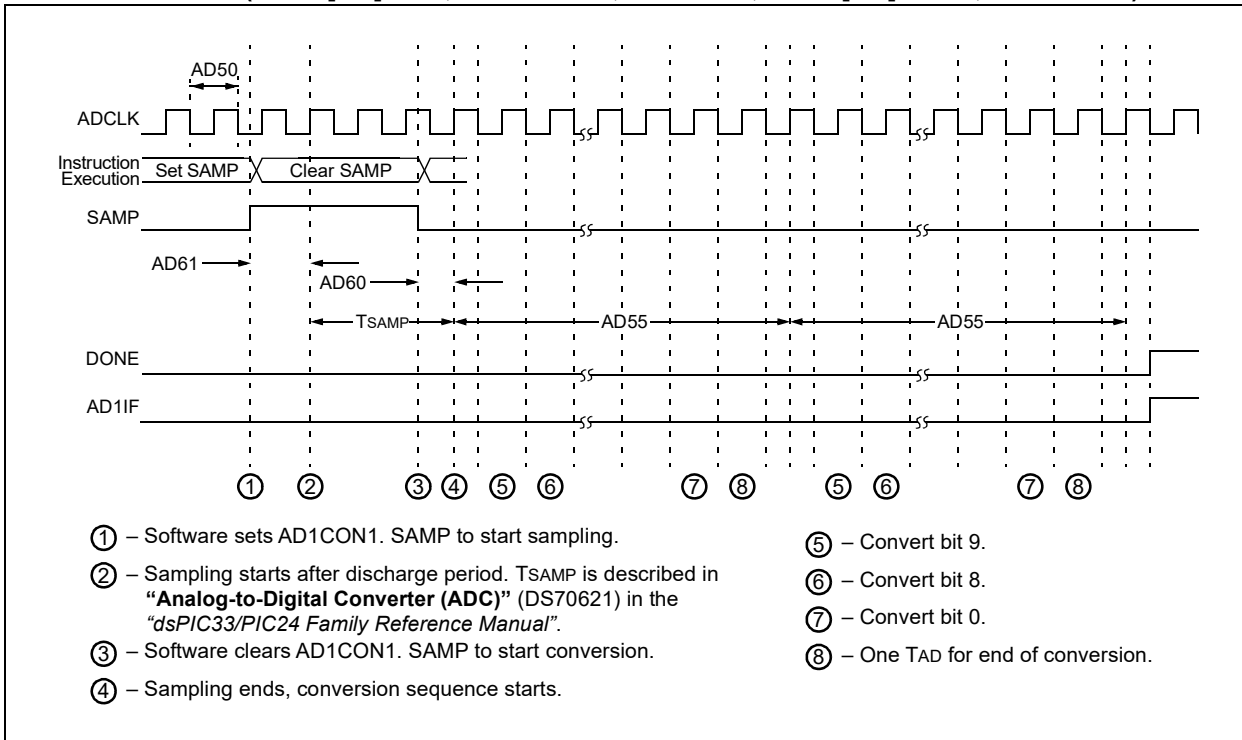 AD50
ADCLK
Instruction
Execution
Set SAMP
Clear SAMP
SAMP
AD61
AD60
TSAMP
AD55
AD55
DONE
AD1IF
1 2 3 4 5 6 7 8 5 6 7 8
1 – Software sets AD1CON1. SAMP to start sampling.
2 – Sampling starts after discharge period. TSAMP is described in
“Analog-to-Digital Converter (ADC)” (DS70621) in the
“dsPIC33/PIC24 Family Reference Manual”.
3 – Software clears AD1CON1. SAMP to start conversion.
4 – Sampling ends, conversion sequence starts.
5 – Convert bit 9.
6 – Convert bit 8.
7 – Convert bit 0.
8 – One TAD for end of conversion.